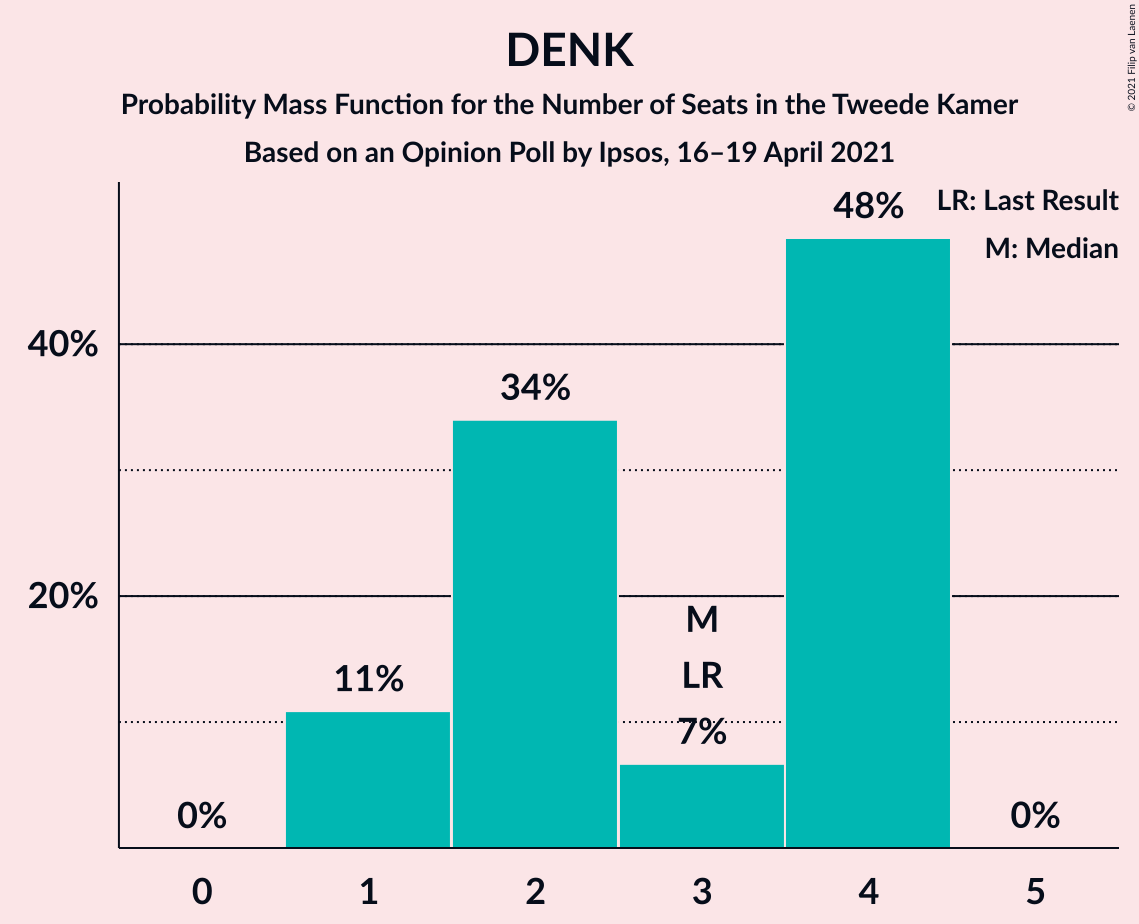 DENK
Probability Mass Function for the Number of Seats in the Tweede Kamer
Based on an Opinion Poll by Ipsos, 16–19 April 2021
© 2021 Filip van Laenen
LR: Last Result
M: Median
48%
40%
34%
20%
M
LR
7%
11%
0%
0%
0 1 2 3 4 5